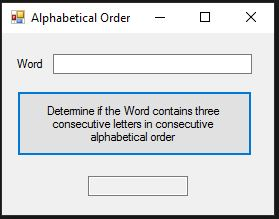 Alphabetical Order
Word
Determine if the Word contains three
consecutive letters in consecutive
alphabetical order